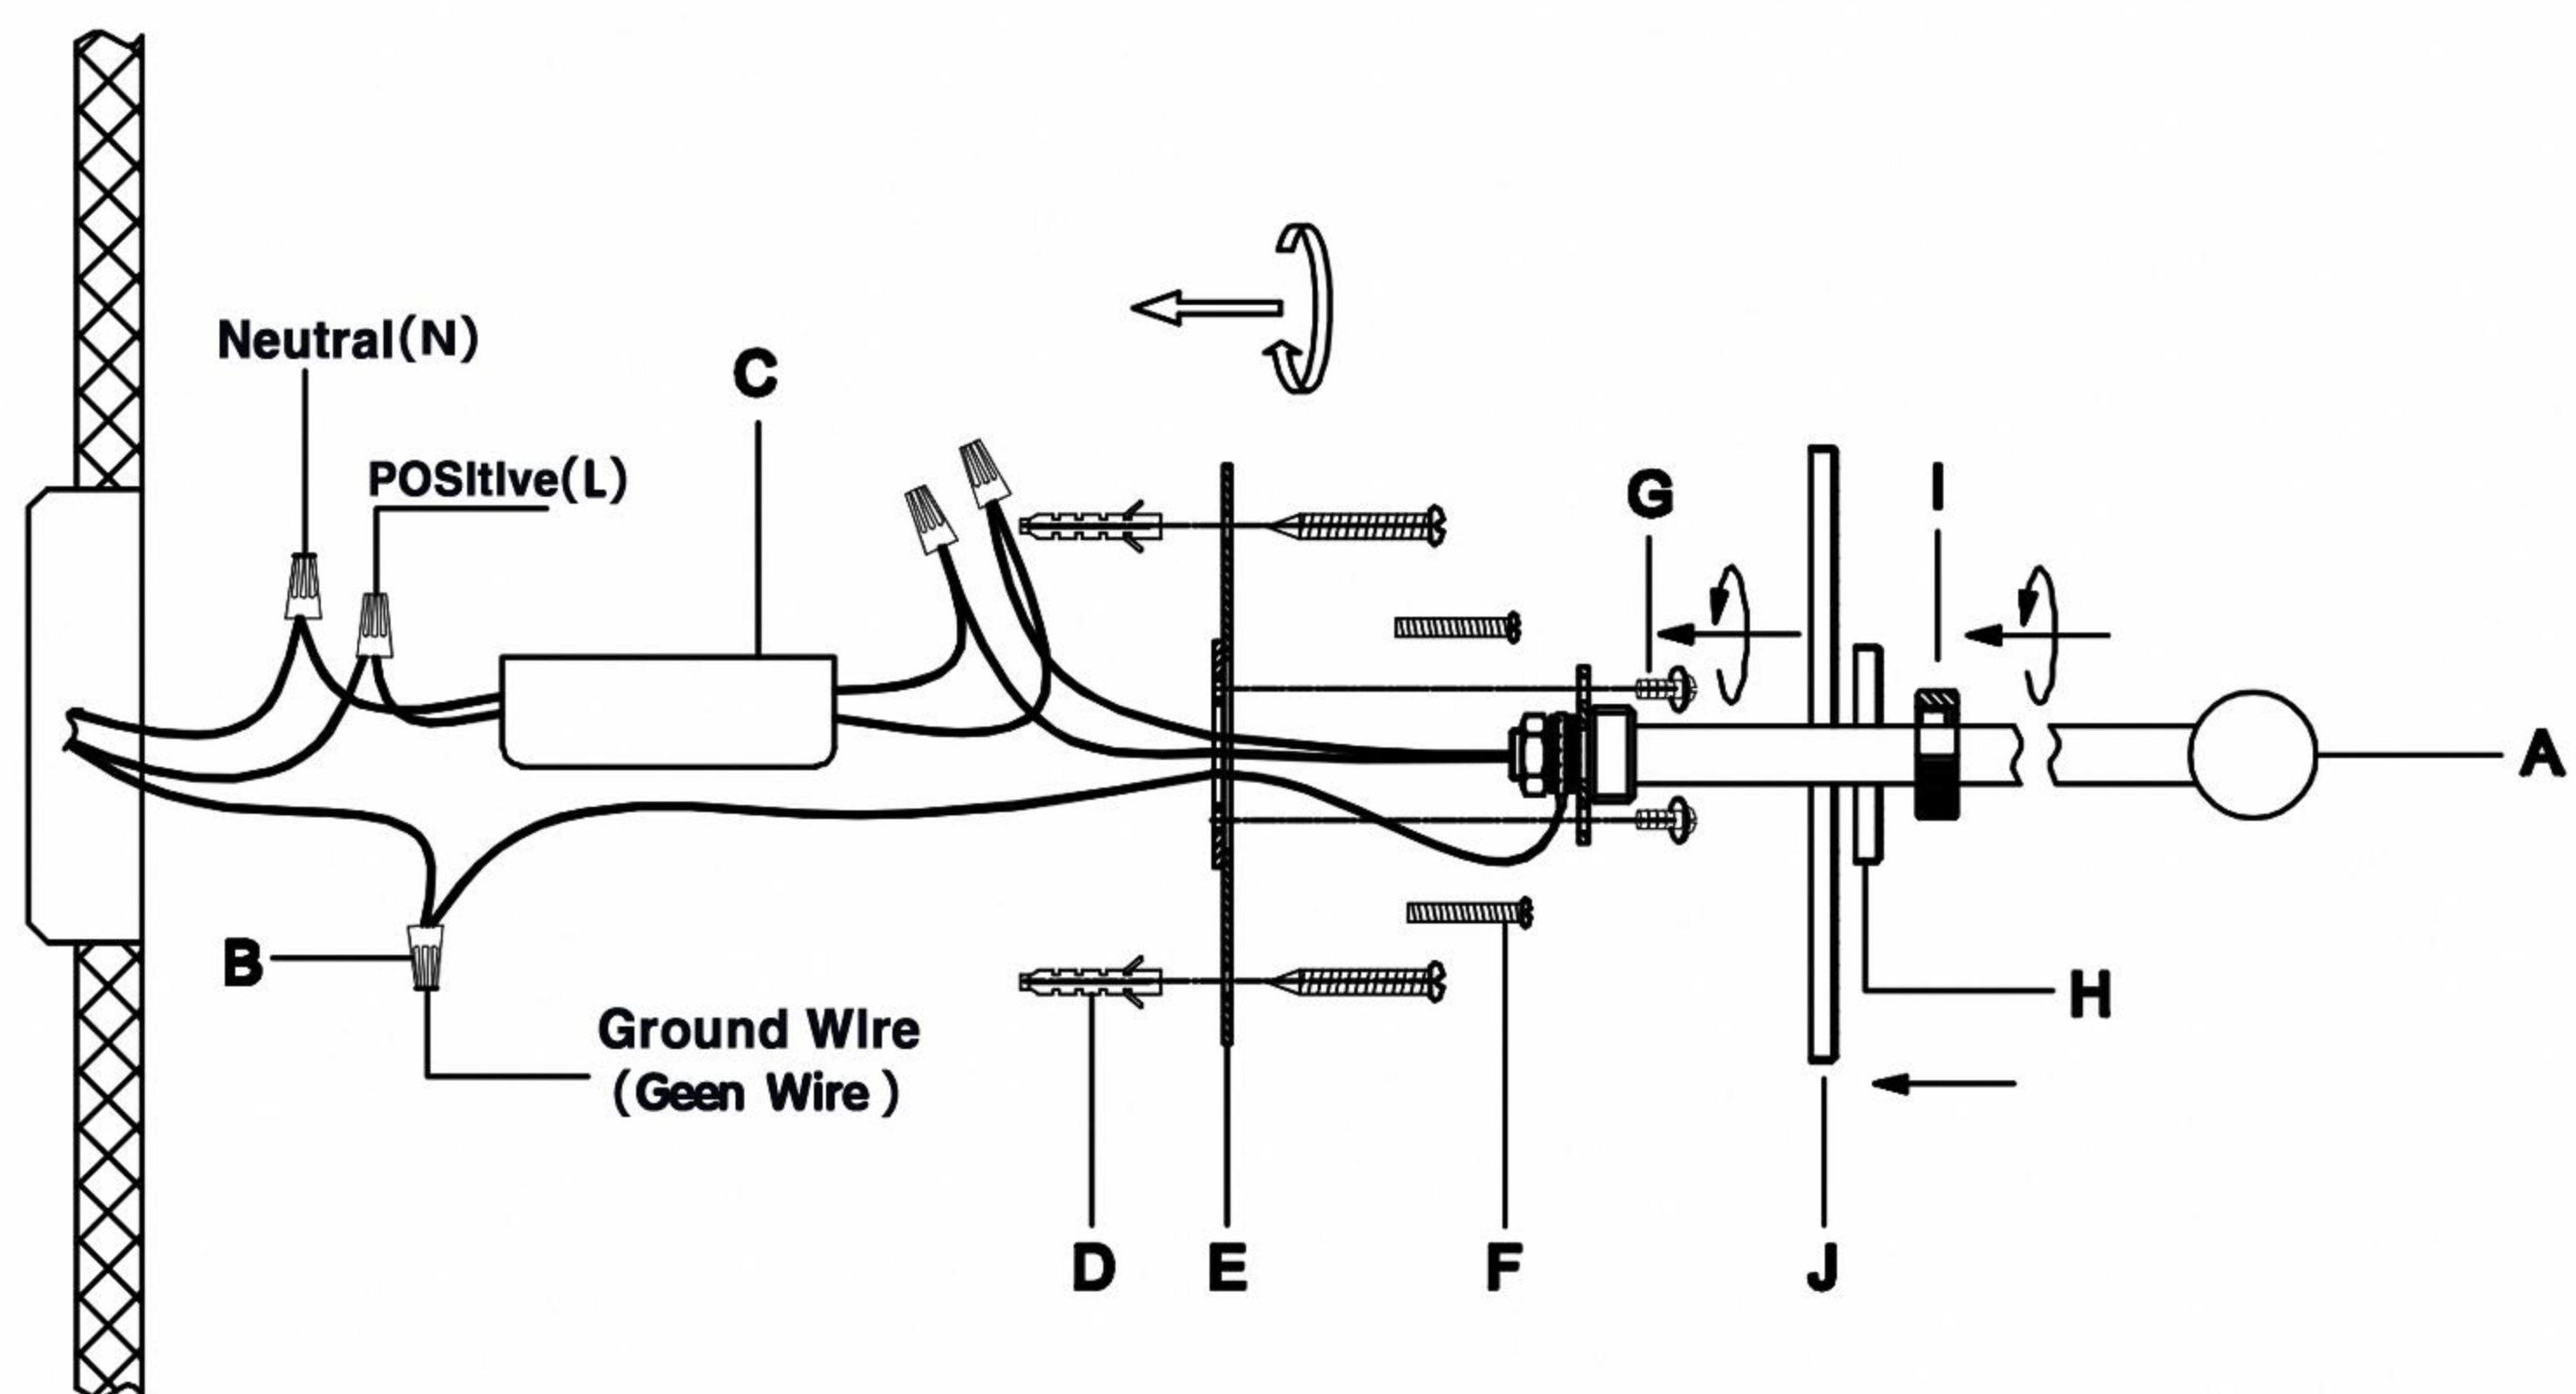 Neutral(N)
C
POSItIve(L)
G
I
A
B
H
Ground WIre
(Geen Wire )
D
E
F
J